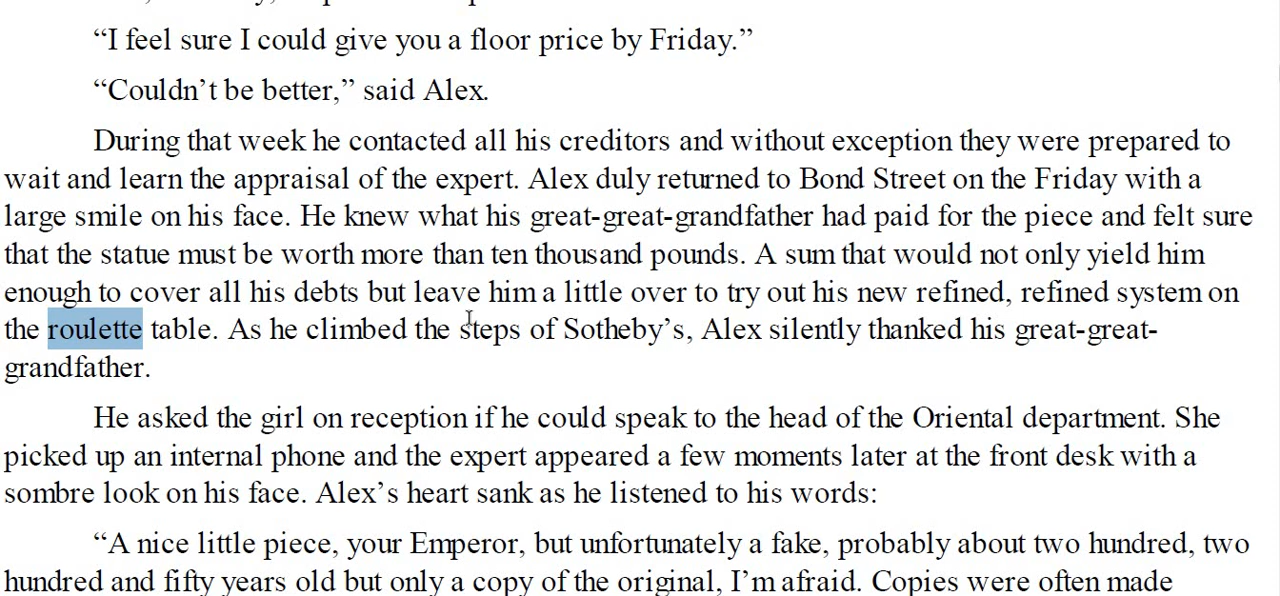 “I feel sure I could give you a floor price by Friday.”
“Couldn’t be better,” said Alex.
During that week he contacted all his creditors and without exception they were prepared to
wait and learn the appraisal of the expert. Alex duly returned to Bond Street on the Friday with a
large smile on his face. He knew what his great-great-grandfather had paid for the piece and felt sure
that the statue must be worth more than ten thousand pounds. A sum that would not only yield him
enough to cover all his debts but leave him a little over to try out his new refined, refined system on
the roulette table. As he climbed the steps of Sotheby’s, Alex silently thanked his great-great-
grandfather.
He asked the girl on reception if he could speak to the head of the Oriental department. She
picked up an internal phone and the expert appeared a few moments later at the front desk with a
sombre look on his face. Alex’s heart sank as he listened to his words:
“A nice little piece, your Emperor, but unfortunately a fake, probably about two hundred, two
hundred and fifty years old but only a copy of the original, I’m afraid. Copies were often made